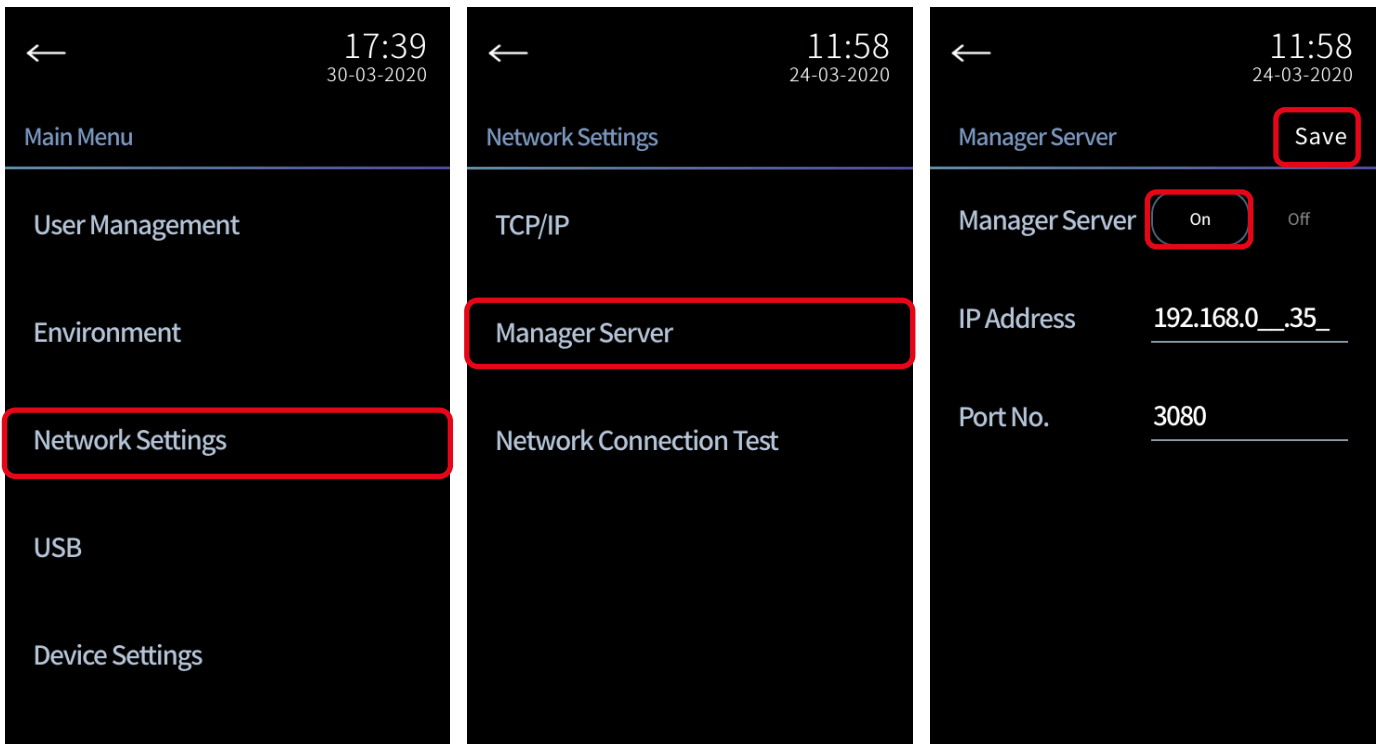 17:39
30-03-2020
Main Menu
User Management
Environment
Network Settings
USB
Device Settings
11:58
24-03-2020
Network Settings
TCP/IP
Manager Server
Network Connection Test
11:58
24-03-2020
Manager Server Save
Manager Server On Off
IP Address 192.168.0__.35_
Port No. 3080